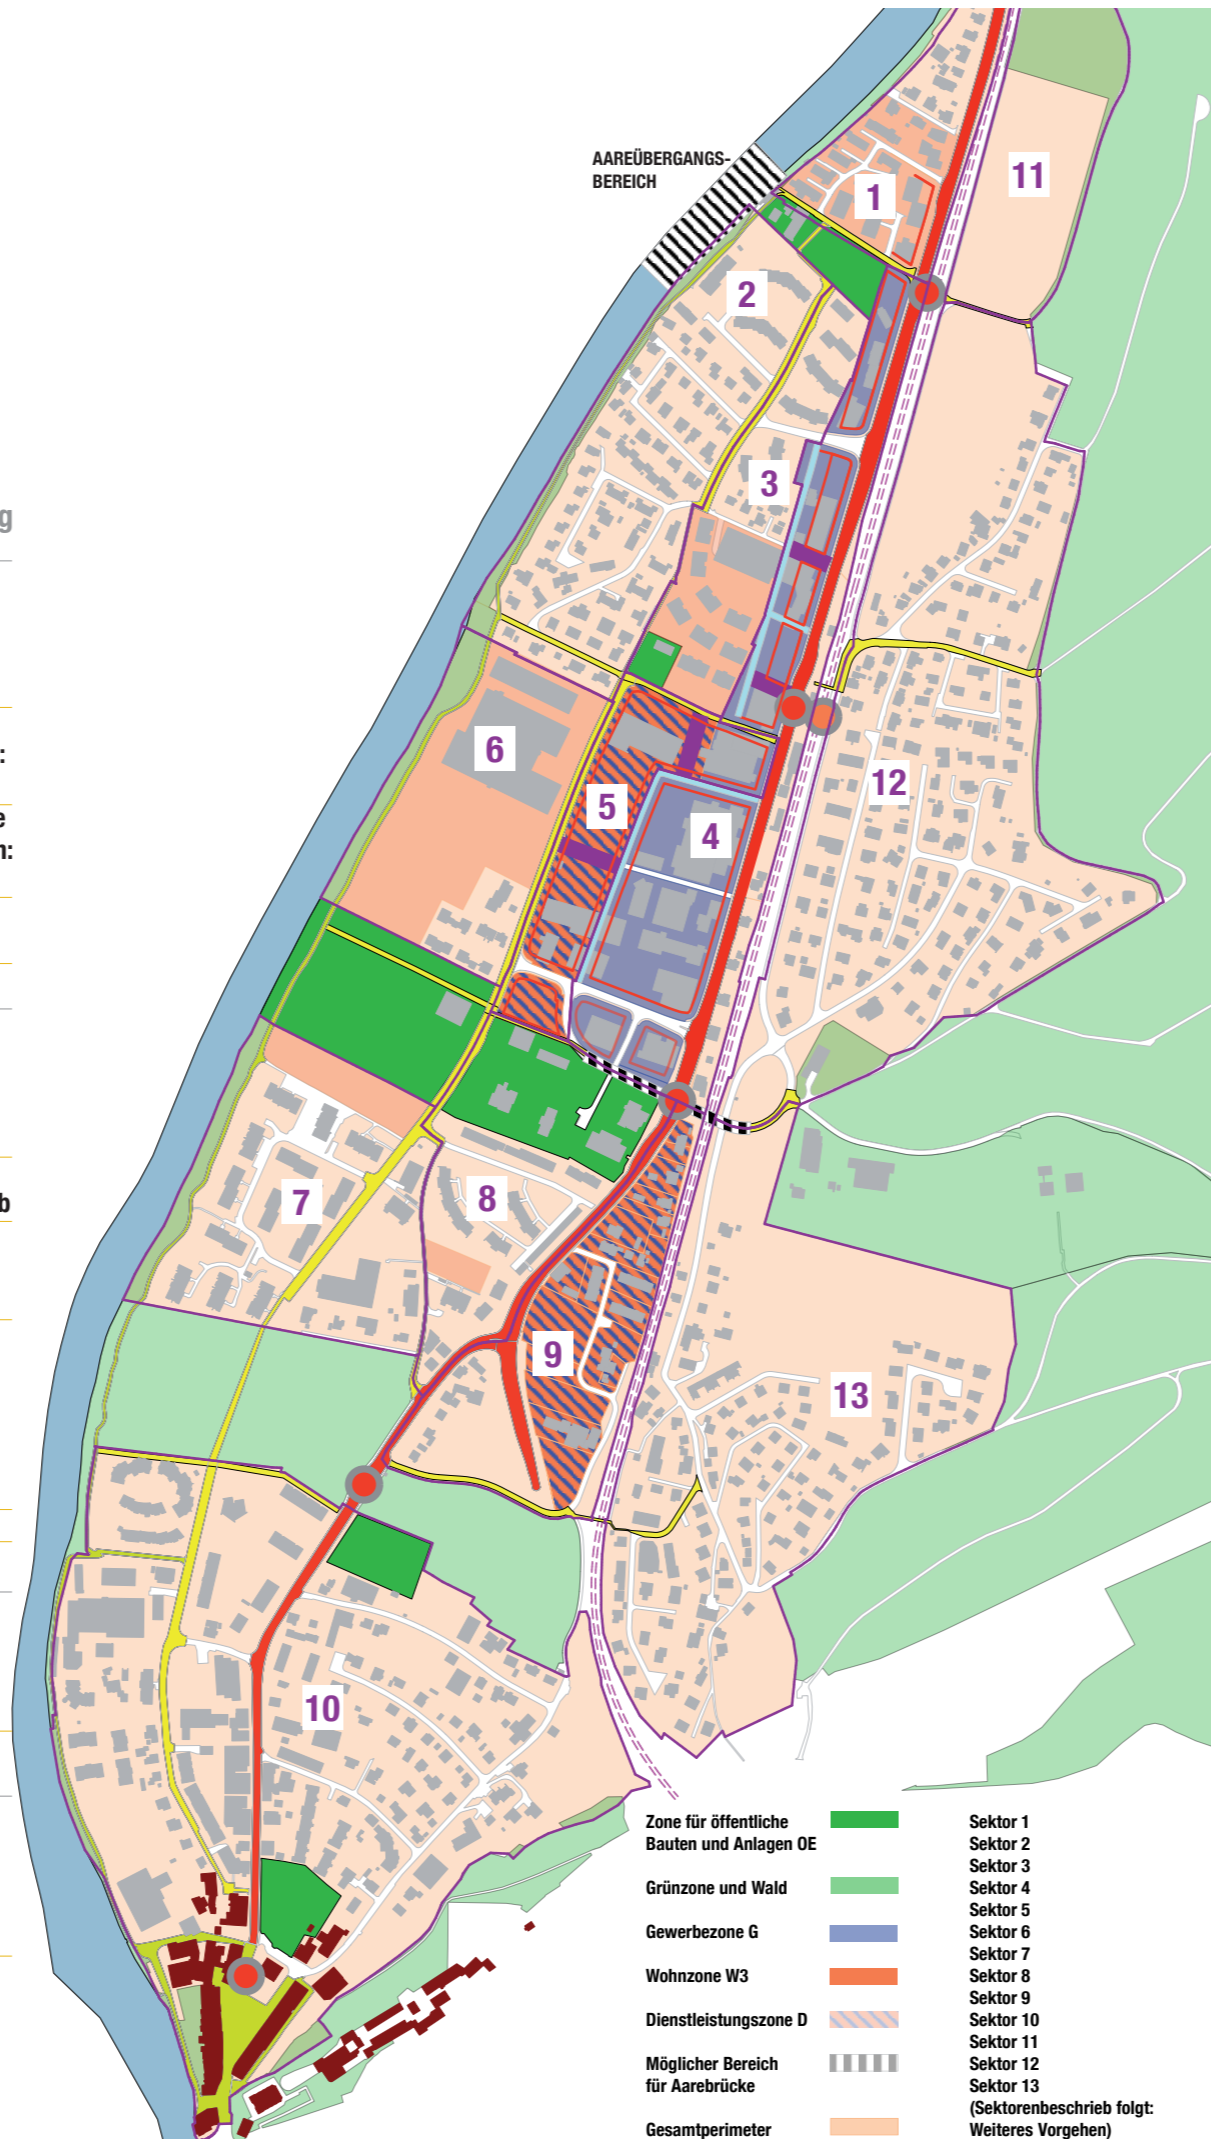 AAREÜBERGANGS-
BEREICH
11
1
2
3
g
:
6
12
5
e
4
n:
b
7
8
9
13
10
Zone für öffentliche
Bauten und Anlagen OE
Grünzone und Wald
Gewerbezone G
Wohnzone W3
Dienstleistungszone D
Möglicher Bereich
für Aarebrücke
Gesamtperimeter
Sektor 1
Sektor 2
Sektor 3
Sektor 4
Sektor 5
Sektor 6
Sektor 7
Sektor 8
Sektor 9
Sektor 10
Sektor 11
Sektor 12
Sektor 13
(Sektorenbeschrieb folgt:
Weiteres Vorgehen)